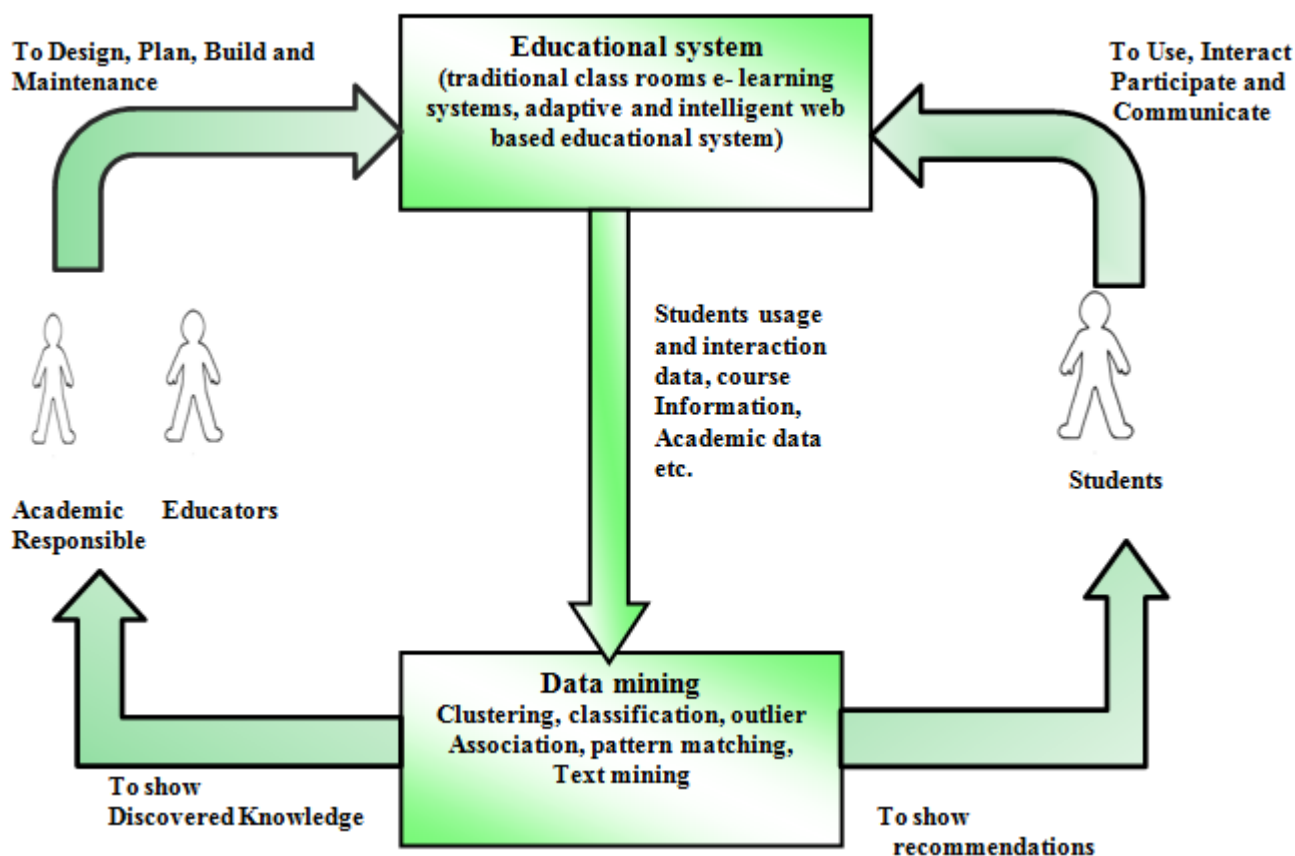 To Design, Plan, Build and
Maintenance
Educational system
(traditional class rooms e- learning
systems, adaptive and intelligent web
based educational system)
To Use, Interact
Participate and
Communicate
Students usage
and interaction
data, course
Information,
Academic data
etc.
Academic
Responsible
Educators
Students
Data mining
Clustering, classification, outlier
Association, pattern matching,
Text mining
To show
Discovered Knowledge
To show
recommendations